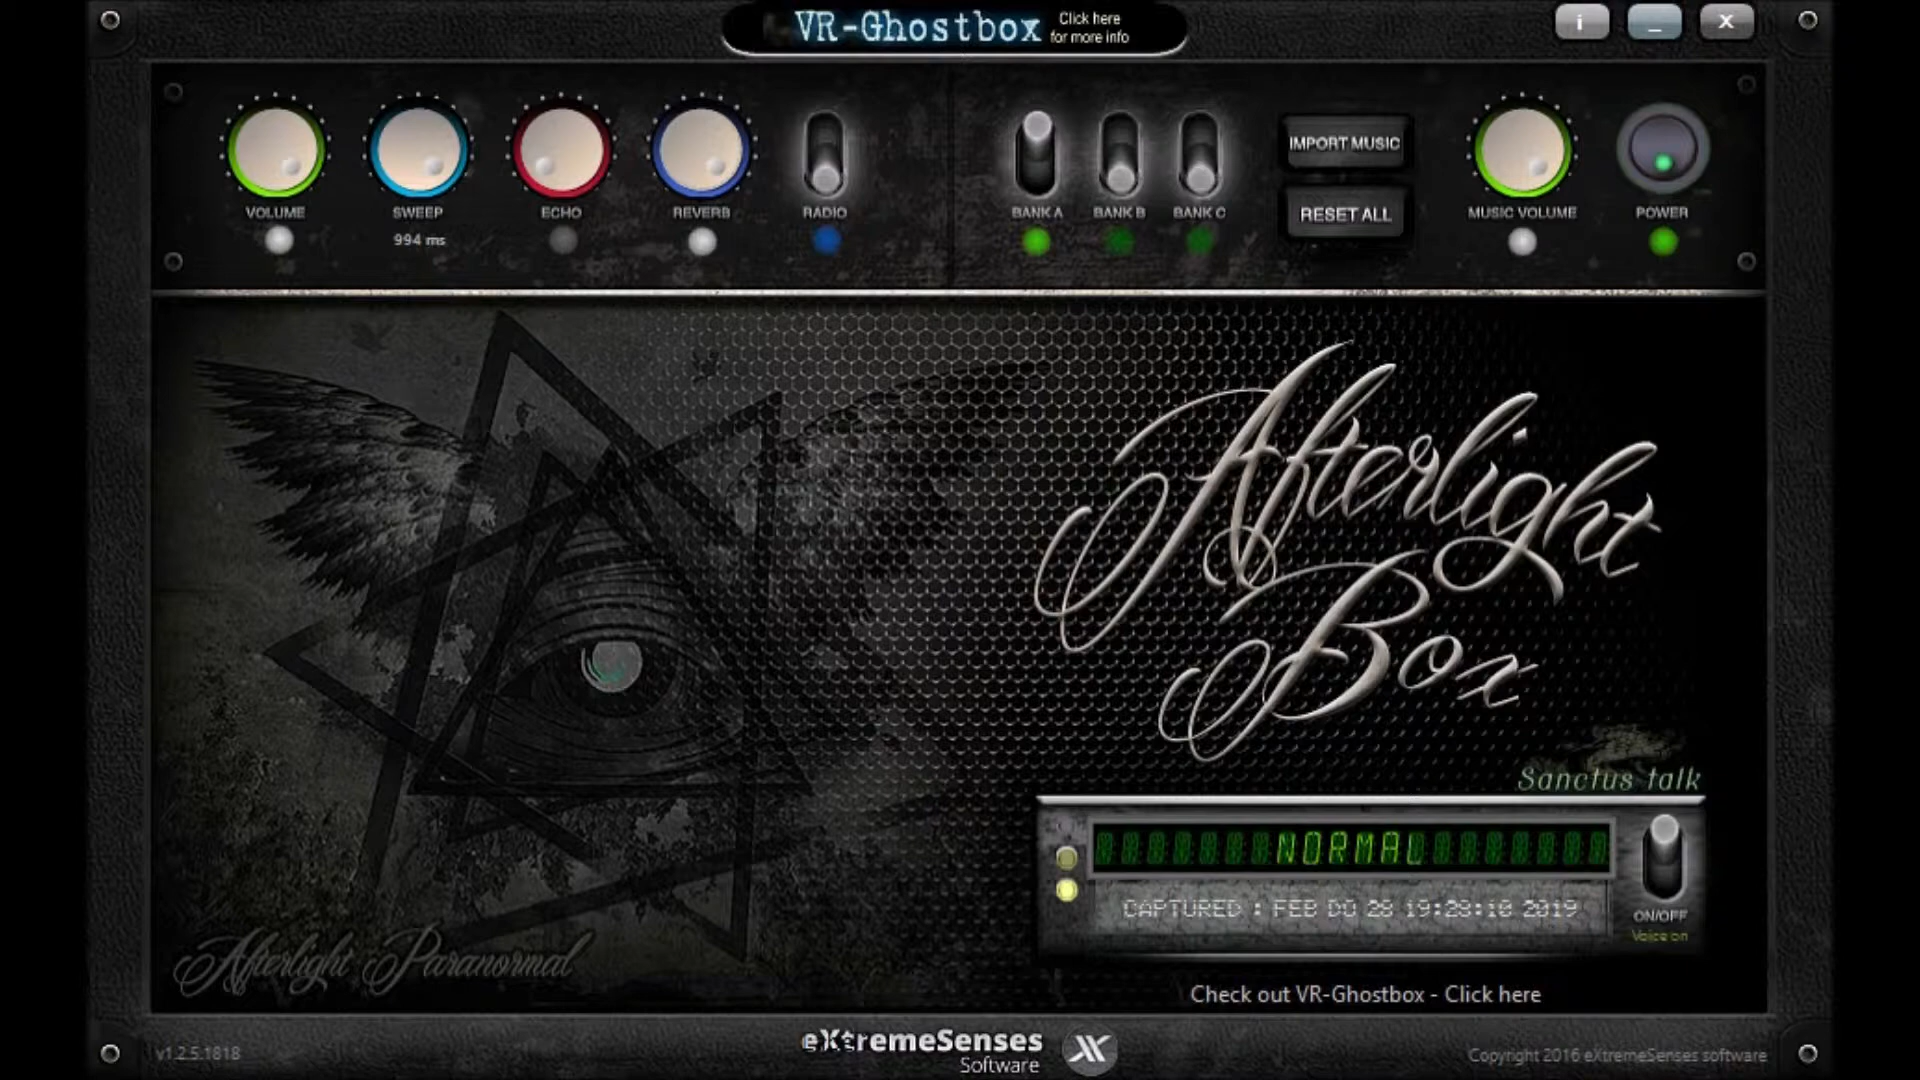 VR-Ghostbox
Click here
for more info
i
_
X
VOLUME
SWEEP
994 ms
ECHO
REVERB
RADIO
BANK A
BANK B
BANK C
IMPORT MUSIC
RESET ALL
MUSIC VOLUME
POWER
Afterlight
Box
Sanctus talk
NORMAL
CAPTURED : FEB DO 28 19:28:10 2019
ON/OFF
Voice on
Afterlight Paranormal
Check out VR-Ghostbox - Click here
v1.2.5.1818
eXtremeSenses
Software
Copyright 2016 eXtremeSenses software